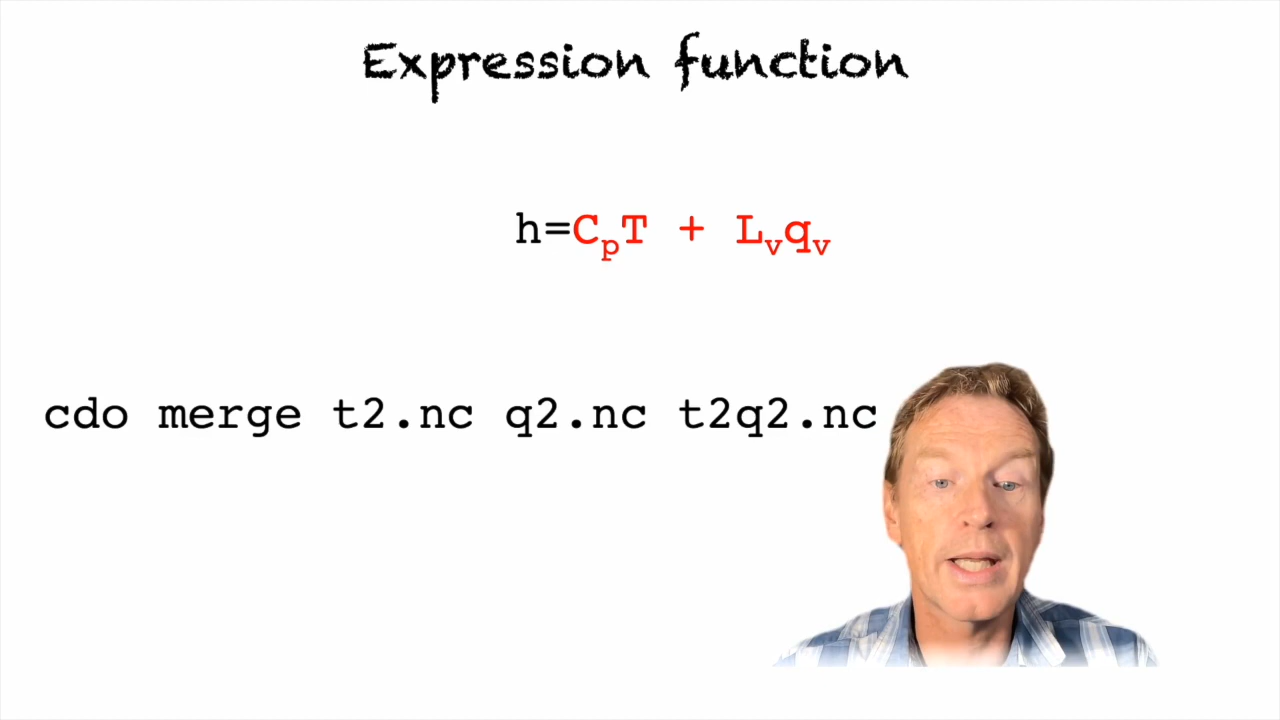 Expression function
h=CpT + Lvqv
cdo merge t2.nc q2.nc t2q2.nc